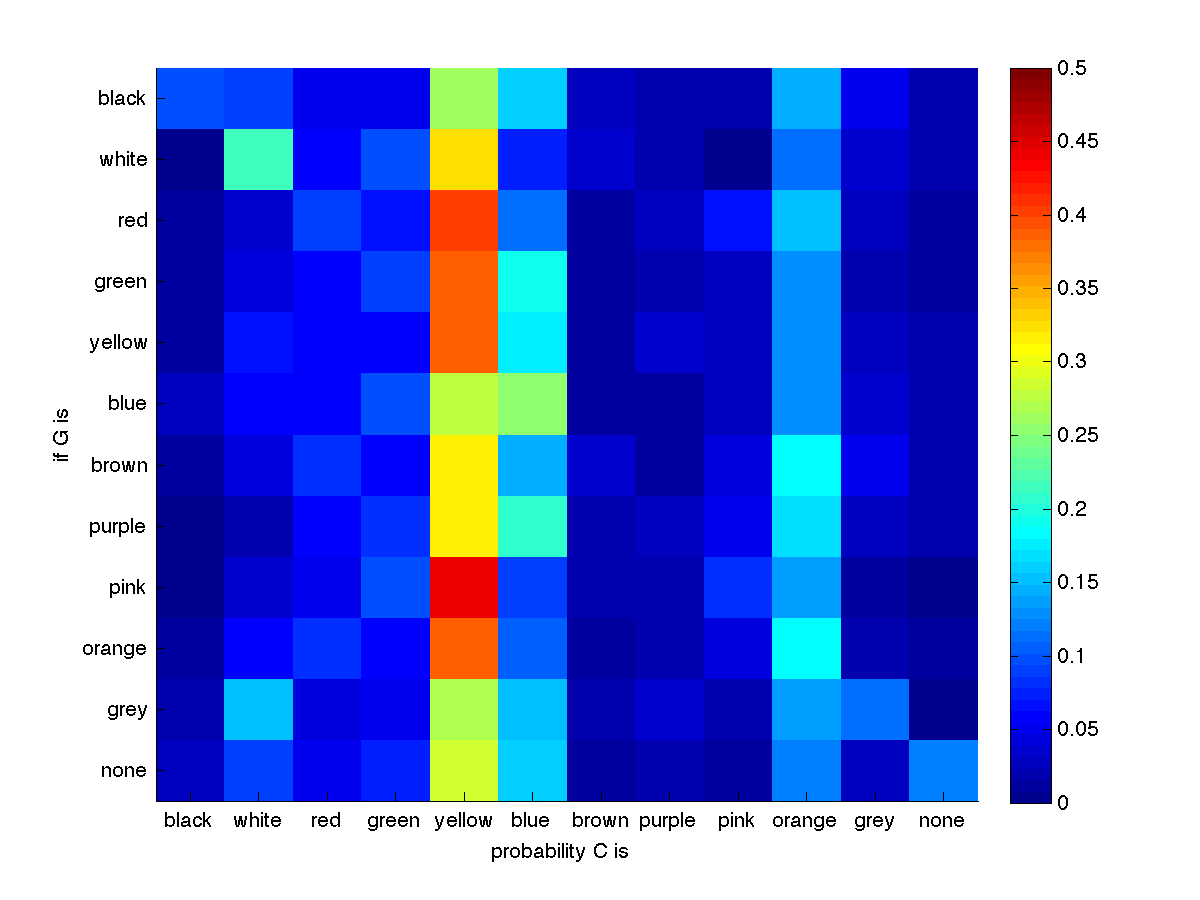 black
white
red
green
yellow
blue
brown
purple
pink
orange
grey
none
if G is
black white red green yellow blue brown purple pink orange grey none
probability C is
0.5
0.45
0.4
0.35
0.3
0.25
0.2
0.15
0.1
0.05
0